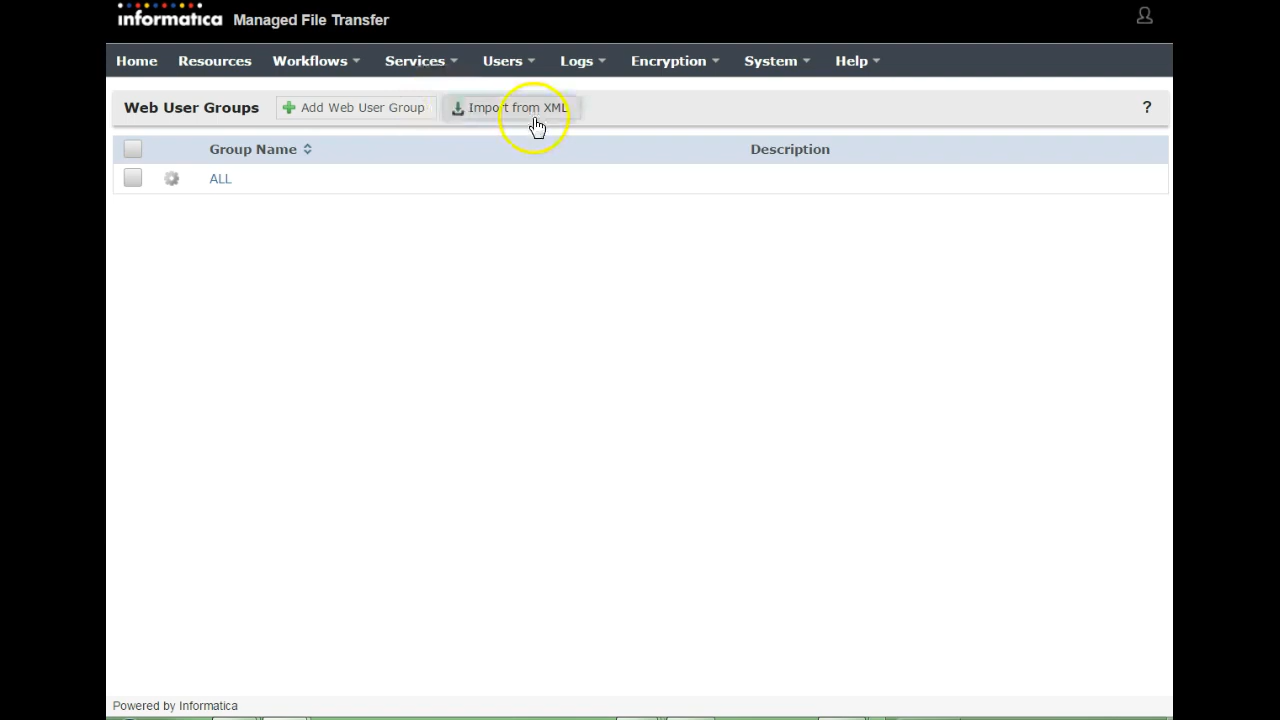 informatica Managed File Transfer
Home Resources Workflows Services Users Logs Encryption System Help
Web User Groups Add Web User Group Import from XML ?
Group Name Description
ALL
Powered by Informatica